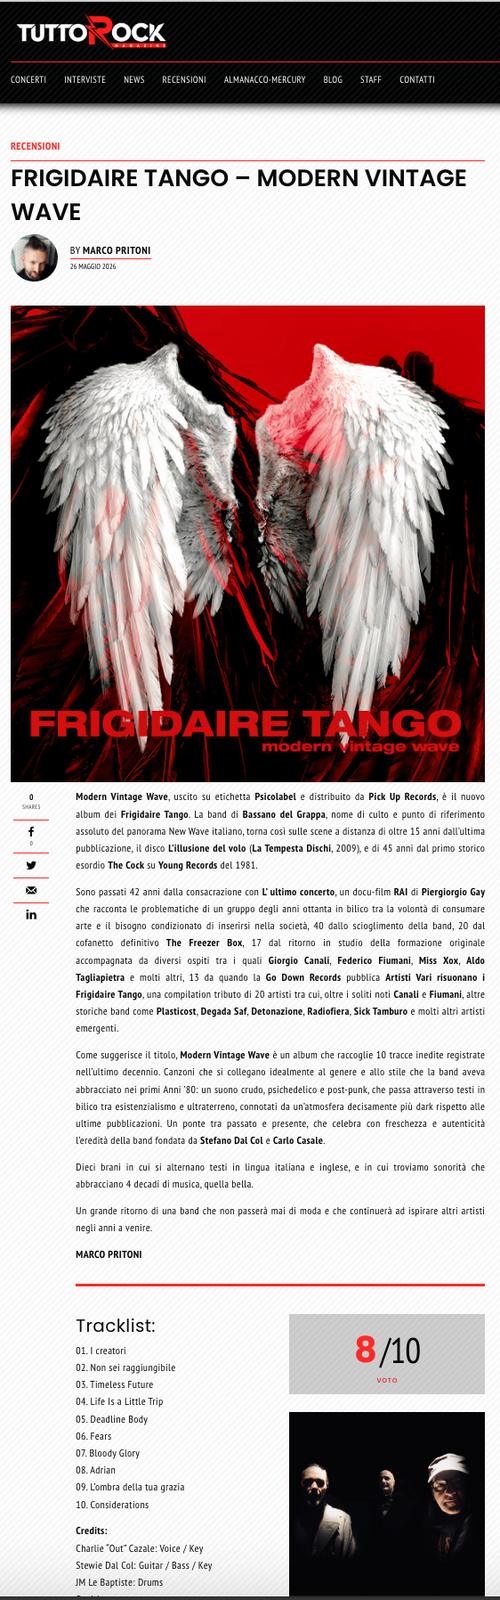 TUTTOROCK
MAGAZINE
CONCERTI INTERVISTE NEWS RECENSIONI ALMANACCO-MERCURY BLOG STAFF CONTATTI
RECENSIONI
FRIGIDAIRE TANGO – MODERN VINTAGE
WAVE
BY MARCO PRITONI
26 MAGGIO 2026
FRIGIDAIRE TANGO
modern vintage wave
0
SHARES
0
Modern Vintage Wave, uscito su etichetta Psicolabel e distribuito da Pick Up Records, è il nuovo
album dei Frigidaire Tango. La band di Bassano del Grappa, nome di culto e punto di riferimento
assoluto del panorama New Wave italiano, torna così sulle scene a distanza di oltre 15 anni dall'ultima
pubblicazione, il disco L'illusione del volo (La Tempesta Dischi, 2009), e di 45 anni dal primo storico
esordio The Cock su Young Records del 1981.
Sono passati 42 anni dalla consacrazione con L' ultimo concerto, un docu-film RAI di Piergiorgio Gay
che racconta le problematiche di un gruppo degli anni ottanta in bilico tra la volontà di consumare
arte e il bisogno condizionato di inserirsi nella società, 40 dallo scioglimento della band, 20 dal
cofanetto definitivo The Freezer Box, 17 dal ritorno in studio della formazione originale
accompagnata da diversi ospiti tra i quali Giorgio Canali, Federico Fiumani, Miss Xox, Aldo
Tagliapietra e molti altri, 13 da quando la Go Down Records pubblica Artisti Vari risuonano i
Frigidaire Tango, una compilation tributo di 20 artisti tra cui, oltre i soliti noti Canali e Fiumani, altre
storiche band come Plasticost, Degada Saf, Detonazione, Radiofiera, Sick Tamburo e molti altri artisti
emergenti.
Come suggerisce il titolo, Modern Vintage Wave è un album che raccoglie 10 tracce inedite registrate
nell'ultimo decennio. Canzoni che si collegano idealmente al genere e allo stile che la band aveva
abbracciato nei primi Anni '80: un suono crudo, psichedelico e post-punk, che passa attraverso testi in
bilico tra esistenzialismo e ultraterreno, connotati da un'atmosfera decisamente più dark rispetto alle
ultime pubblicazioni. Un ponte tra passato e presente, che celebra con freschezza e autenticità
l'eredità della band fondata da Stefano Dal Col e Carlo Casale.
Dieci brani in cui si alternano testi in lingua italiana e inglese, e in cui troviamo sonorità che
abbracciano 4 decadi di musica, quella bella.
Un grande ritorno di una band che non passerà mai di moda e che continuerà ad ispirare altri artisti
negli anni a venire.
MARCO PRITONI
Tracklist:
01. I creatori
02. Non sei raggiungibile
03. Timeless Future
04. Life Is a Little Trip
05. Deadline Body
06. Fears
07. Bloody Glory
08. Adrian
09. L'ombra della tua grazia
10. Considerations
Credits:
Charlie "Out" Cazale: Voice / Key
Stewie Dal Col: Guitar / Bass / Key
JM Le Baptiste: Drums
8/10
VOTO